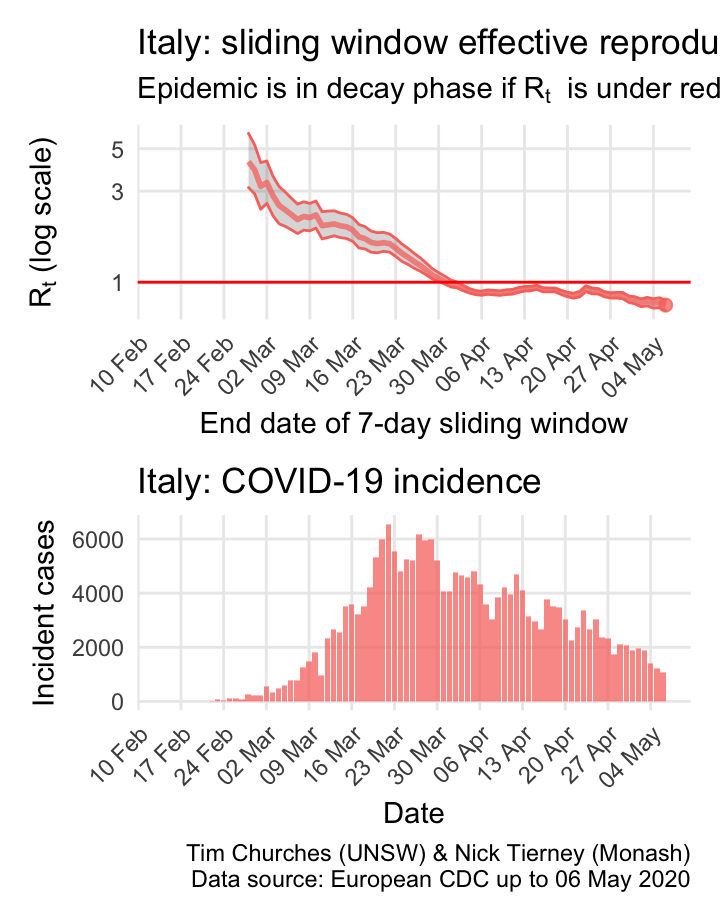 Italy: sliding window effective reprodu
Epidemic is in decay phase if Rt is under red
Rt (log scale)
5
3
1
10 Feb
17 Feb
24 Feb
02 Mar
09 Mar
16 Mar
23 Mar
30 Mar
06 Apr
13 Apr
20 Apr
27 Apr
04 May
End date of 7-day sliding window
Italy: COVID-19 incidence
Incident cases
6000
4000
2000
0
10 Feb
17 Feb
24 Feb
02 Mar
09 Mar
16 Mar
23 Mar
30 Mar
06 Apr
13 Apr
20 Apr
27 Apr
04 May
Date
Tim Churches (UNSW) & Nick Tierney (Monash)
Data source: European CDC up to 06 May 2020